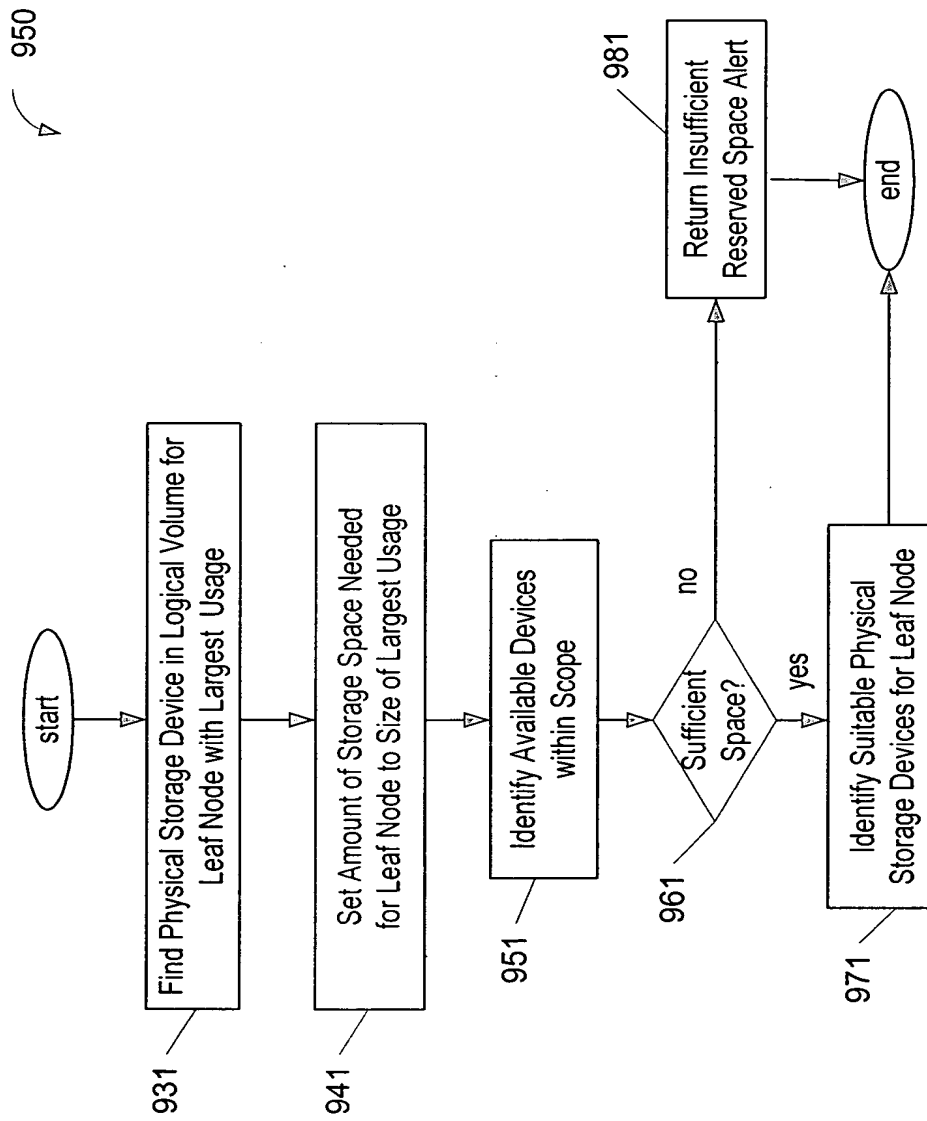 950
start
Find Physical Storage Device in Logical Volume for
Leaf Node with Largest Usage
931
Set Amount of Storage Space Needed
for Leaf Node to Size of Largest Usage
941
Identify Available Devices
within Scope
951
Sufficient
Space?
961
no
yes
Return Insufficient
Reserved Space Alert
981
Identify Suitable Physical
Storage Devices for Leaf Node
971
end